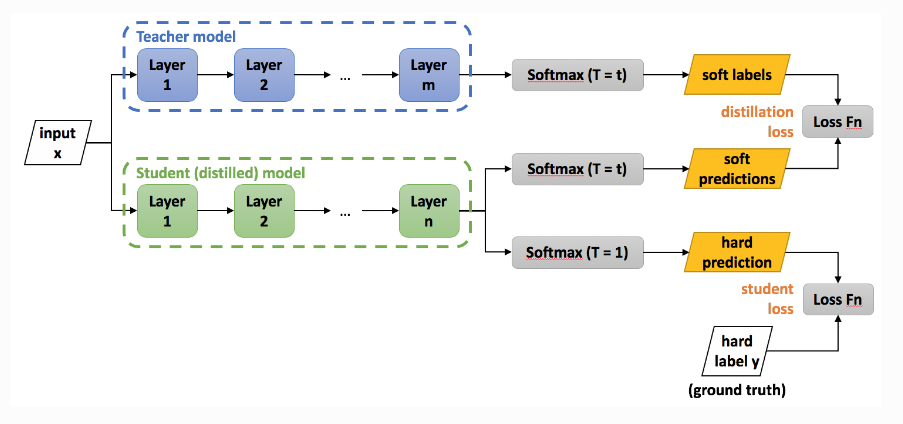 Teacher model
Layer
1
Layer
2
...
Layer
m
Softmax (T = t)
soft labels
input
x
distillation
loss
Loss Fn
Student (distilled) model
Layer
1
Layer
2
...
Layer
n
Softmax (T = t)
soft
predictions
Softmax (T = 1)
hard
prediction
student
loss
Loss Fn
hard
label y
(ground truth)